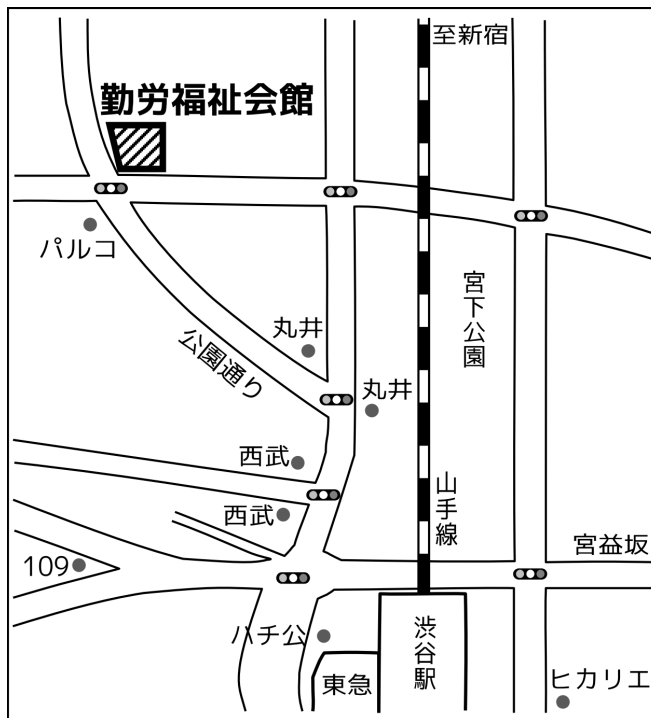 至新宿
勤労福祉会館
パルコ
宮下公園
丸井
公園通り
丸井
西武
山手線
西武
宮益坂
109
ハチ公
渋谷駅
東急
ヒカリエ